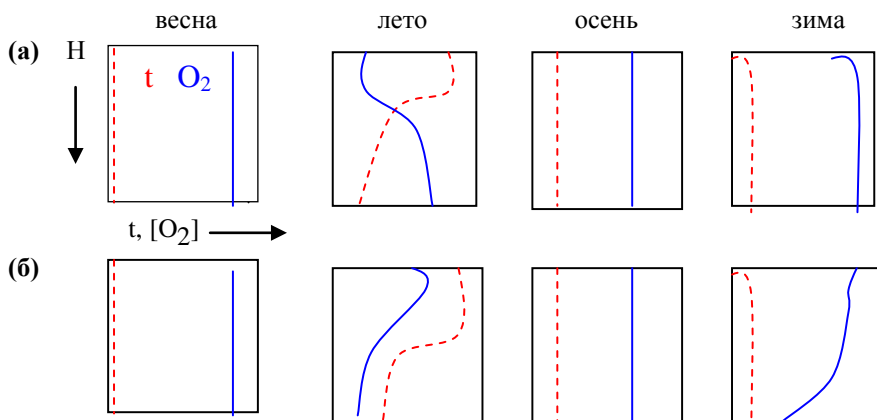 весна лето осень зима
(а) H
t O₂
t, [O₂]
(б)